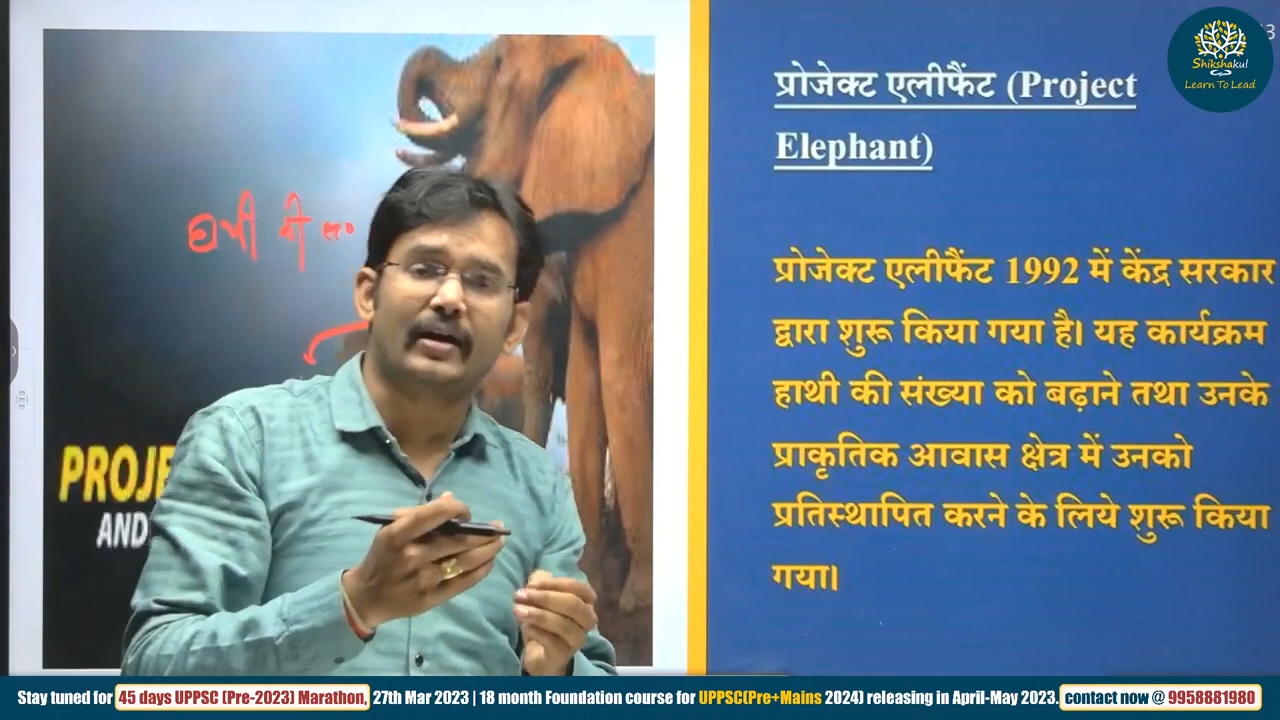 Shikshakul
Learn To Lead
प्रोजेक्ट एलीफैंट (Project
Elephant)
प्रोजेक्ट एलीफैंट 1992 में केंद्र सरकार
द्वारा शुरू किया गया है। यह कार्यक्रम
हाथी की संख्या को बढ़ाने तथा उनके
प्राकृतिक आवास क्षेत्र में उनको
प्रतिस्थापित करने के लिये शुरू किया
गया।
AND
Stay tuned for 45 days UPPSC (Pre-2023) Marathon, 27th Mar 2023 | 18 month Foundation course for UPPSC(Pre+Mains 2024) releasing in April-May 2023. contact now @ 9958881980